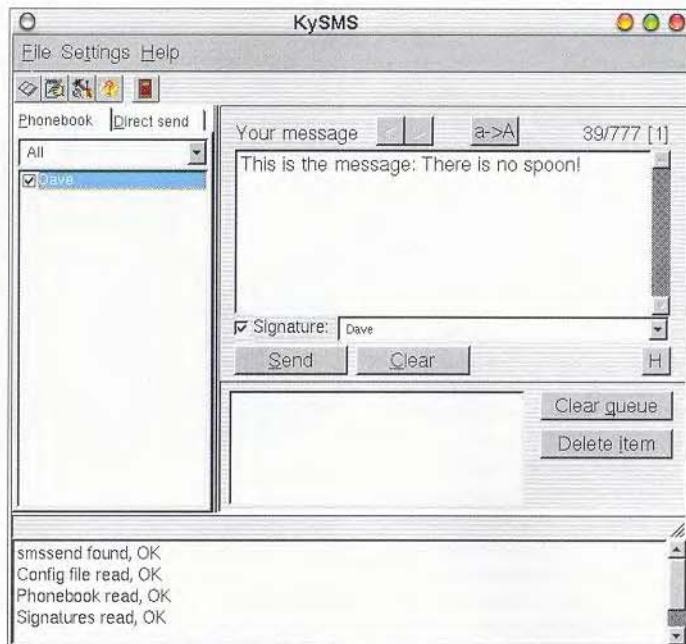 KySMS
File Settings Help
Phonebook Direct send
All
Dave
Your message < > a->A 39/777 [1]
This is the message: There is no spoon!
Signature: Dave
Send Clear H
Clear queue
Delete item
smssend found, OK
Config file read, OK
Phonebook read, OK
Signatures read, OK